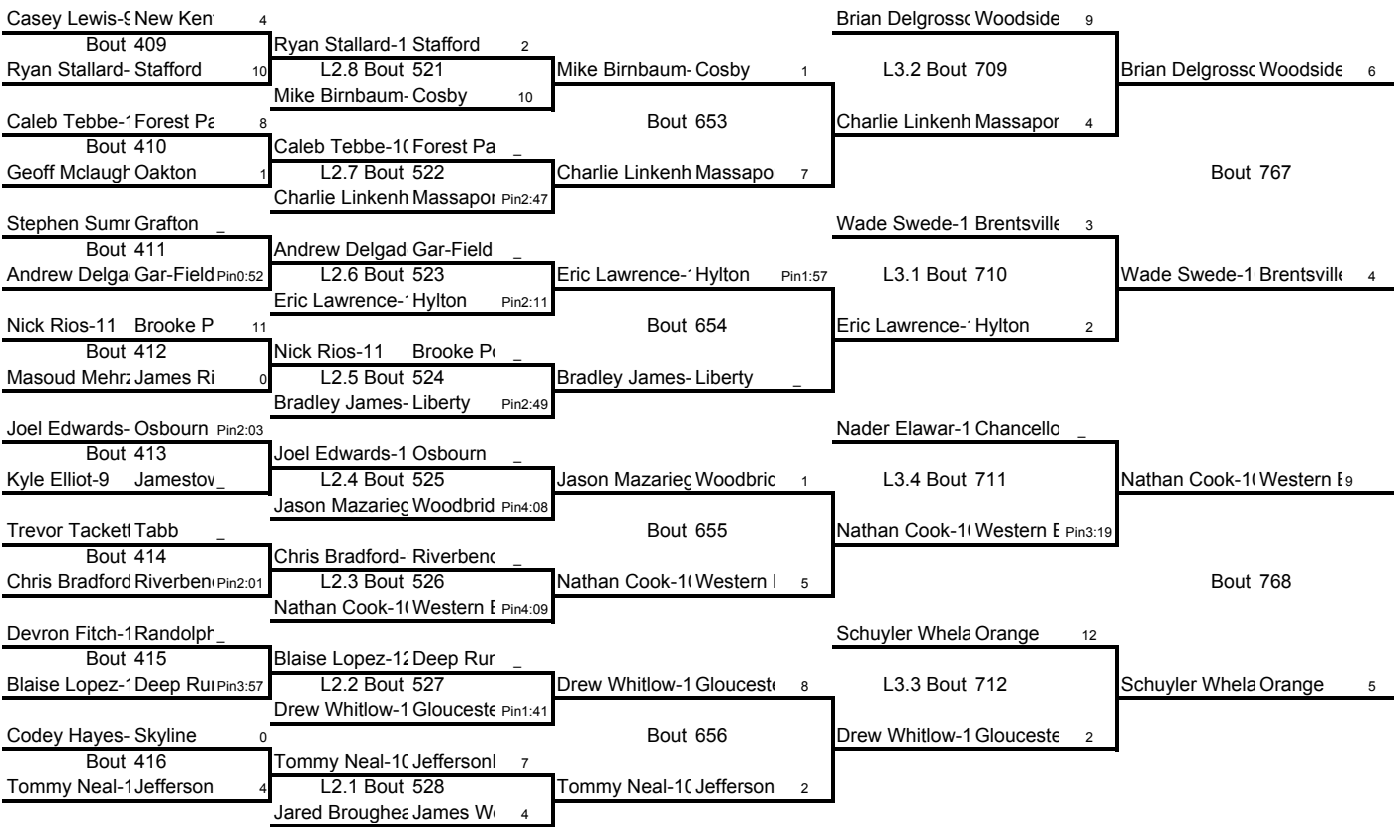 Casey Lewis-9 New Ken 4 Brian Delgrosso Woodside 9
Bout 409 Ryan Stallard-1 Stafford 2
Ryan Stallard- Stafford 10 L2.8 Bout 521 Mike Birnbaum- Cosby 1 L3.2 Bout 709 Brian Delgrosso Woodside 6
Mike Birnbaum- Cosby 10
Caleb Tebbe-1 Forest Pa 8 Bout 653 Charlie Linkenh Massapor 4
Bout 410 Caleb Tebbe-10 Forest Pa _
Geoff Mclaugh Oakton 1 L2.7 Bout 522 Charlie Linkenh Massapo 7 Bout 767
Charlie Linkenh Massapor Pin2:47
Stephen Sumr Grafton _ Wade Swede-1 Brentsville 3
Bout 411 Andrew Delgad Gar-Field _
Andrew Delga Gar-Field Pin0:52 L2.6 Bout 523 Eric Lawrence-1 Hylton Pin1:57 L3.1 Bout 710 Wade Swede-1 Brentsville 4
Eric Lawrence-1 Hylton Pin2:11
Nick Rios-11 Brooke P 11 Bout 654 Eric Lawrence-1 Hylton 2
Bout 412 Nick Rios-11 Brooke Po _
Masoud Mehrz James Ri 0 L2.5 Bout 524 Bradley James- Liberty _
Bradley James- Liberty Pin2:49
Joel Edwards- Osbourn Pin2:03 Nader Elawar-1 Chancello _
Bout 413 Joel Edwards-1 Osbourn _
Kyle Elliot-9 Jamestow _ L2.4 Bout 525 Jason Mazarieg Woodbric 1 L3.4 Bout 711 Nathan Cook-10 Western B 9
Jason Mazarieg Woodbrid Pin4:08
Trevor Tackett Tabb _ Bout 655 Nathan Cook-10 Western B Pin3:19
Bout 414 Chris Bradford- Riverbend _
Chris Bradford Riverben Pin2:01 L2.3 Bout 526 Nathan Cook-10 Western 5 Bout 768
Nathan Cook-10 Western B Pin4:09
Devron Fitch-1 Randolph _ Schuyler Whela Orange 12
Bout 415 Blaise Lopez-12 Deep Run _
Blaise Lopez-1 Deep Run Pin3:57 L2.2 Bout 527 Drew Whitlow-1 Glouceste 8 L3.3 Bout 712 Schuyler Whela Orange 5
Drew Whitlow-1 Glouceste Pin1:41
Codey Hayes- Skyline 0 Bout 656 Drew Whitlow-1 Glouceste 2
Bout 416 Tommy Neal-10 Jefferson 7
Tommy Neal-1 Jefferson 4 L2.1 Bout 528 Tommy Neal-10 Jefferson 2
Jared Broughea James Wo 4